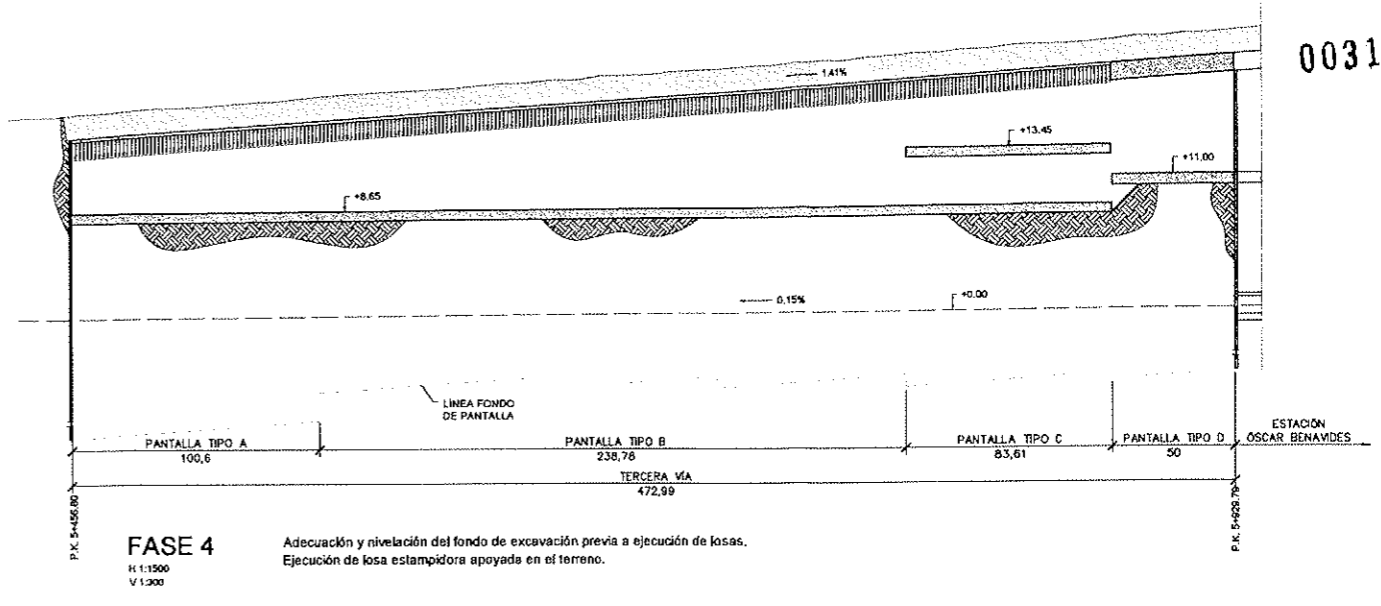 0031
1.41%
+13.45
+11,00
+8,65
0,15%
+0.00
LÍNEA FONDO
DE PANTALLA
PANTALLA TIPO A
100,6
PANTALLA TIPO B
238,78
PANTALLA TIPO C
83,61
PANTALLA TIPO D
50
ESTACIÓN
ÓSCAR BENAVIDES
TERCERA VÍA
472,99
P.K. 5+456.80
P.K. 5+929.79
FASE 4
H 1:1500
V 1:300
Adecuación y nivelación del fondo de excavación previa a ejecución de losas.
Ejecución de losa estampidora apoyada en el terreno.